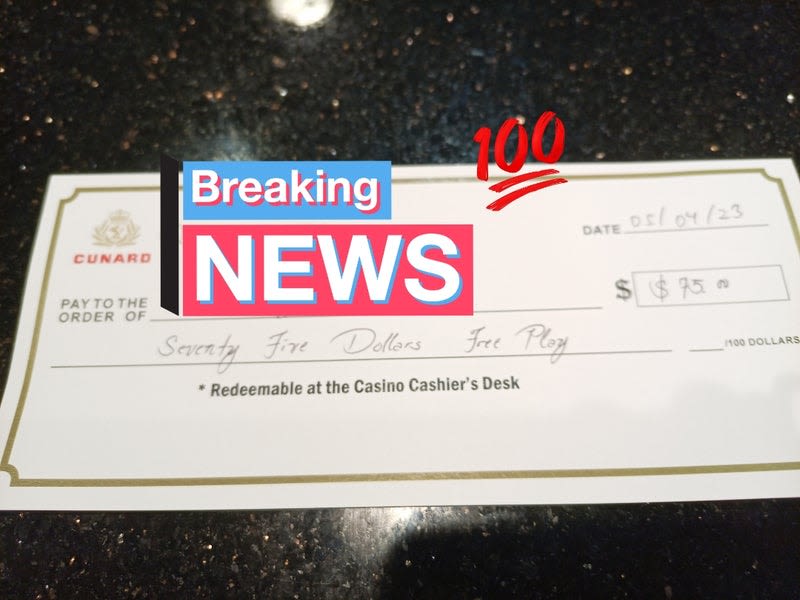 Breaking
NEWS
100
CUNARD
DATE 05/04/23
PAY TO THE
ORDER OF
$ $75.00
Seventy Five Dollars Free Play
/100 DOLLARS
* Redeemable at the Casino Cashier's Desk